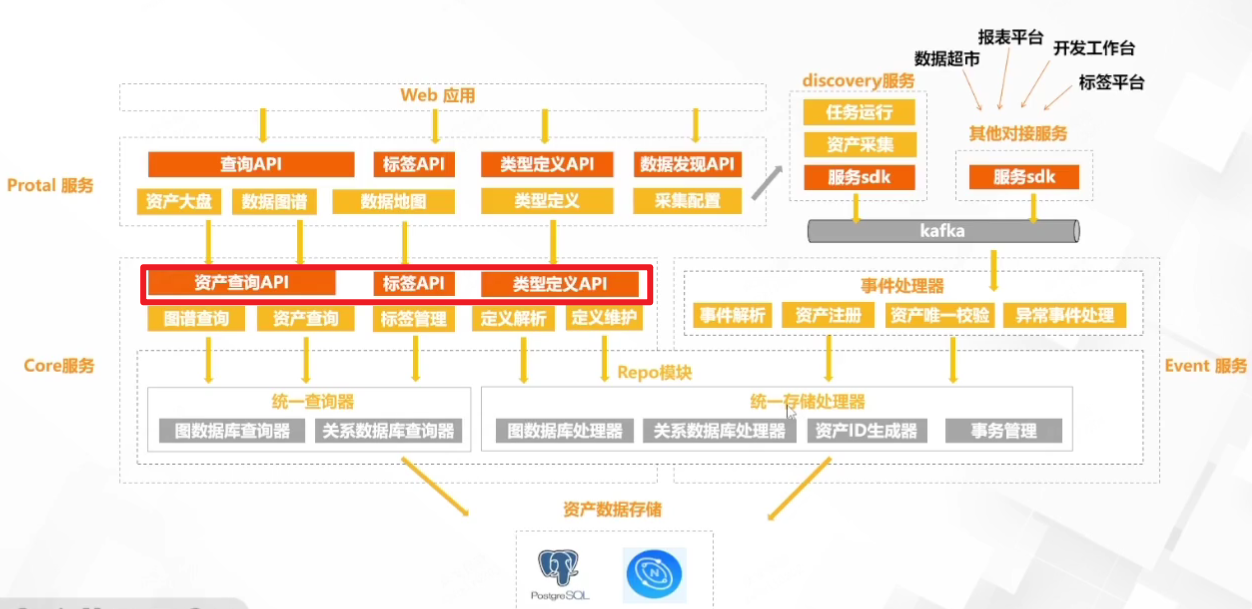 报表平台
数据超市
开发工作台
标签平台
discovery服务
Web 应用
任务运行
资产采集
服务sdk
其他对接服务
服务sdk
Protal 服务
查询API
标签API
类型定义API
数据发现API
资产大盘
数据图谱
数据地图
类型定义
采集配置
kafka
资产查询API
标签API
类型定义API
图谱查询
资产查询
标签管理
定义解析
定义维护
事件处理器
事件解析
资产注册
资产唯一校验
异常事件处理
Core服务
Repo模块
Event 服务
统一查询器
图数据库查询器
关系数据库查询器
统一存储处理器
图数据库处理器
关系数据库处理器
资产ID生成器
事务管理
资产数据存储
PostgreSQL
N